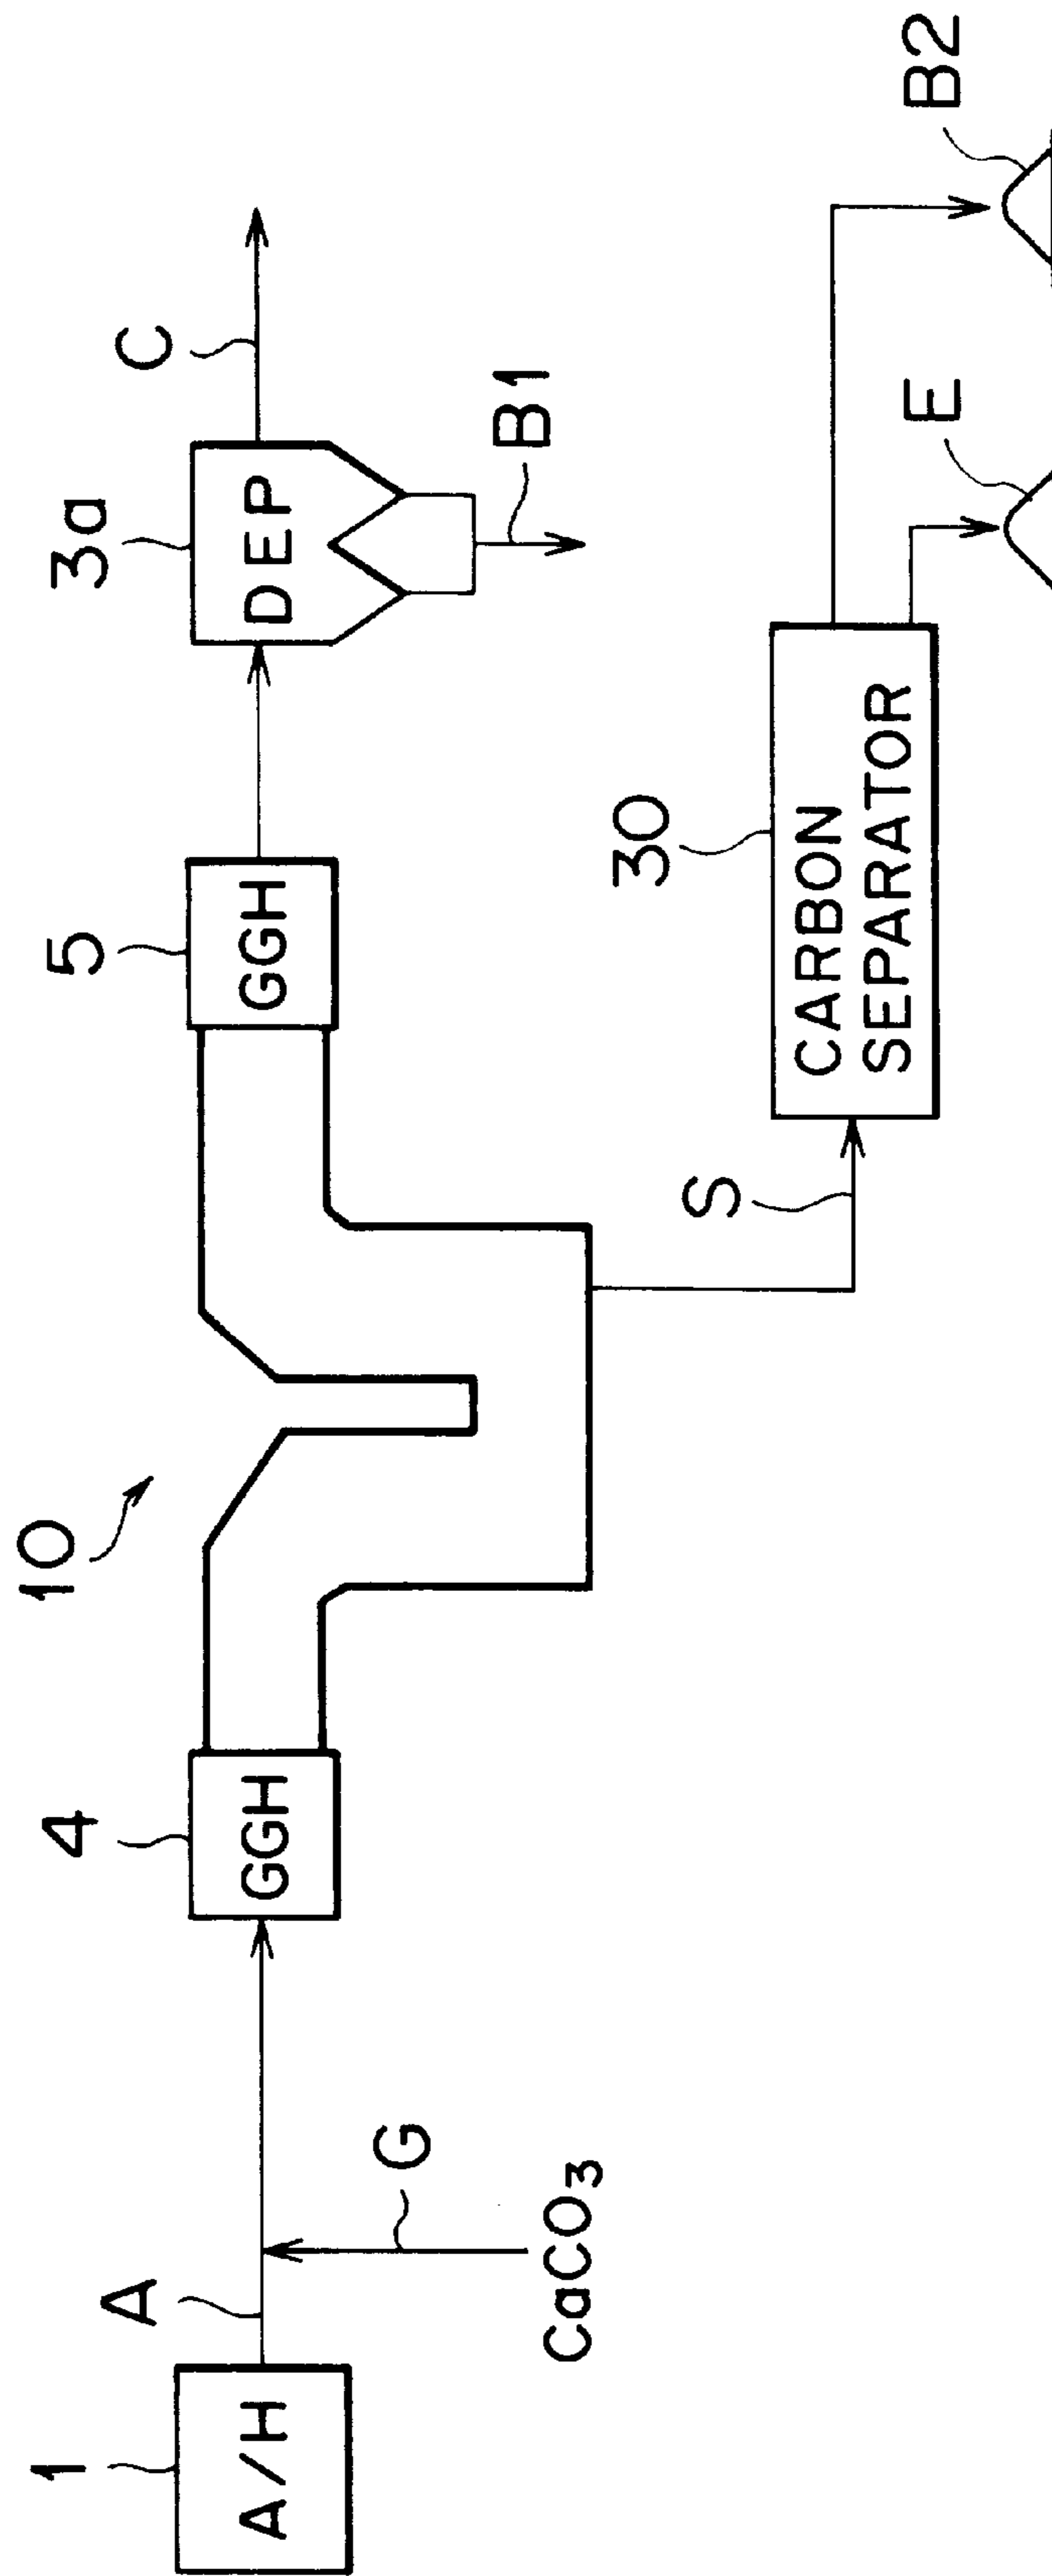 1
A/H
A
G
CaCO₃
4
GGH
10
5
GGH
3a
DEP
C
B1
S
30
CARBON
SEPARATOR
E
B2